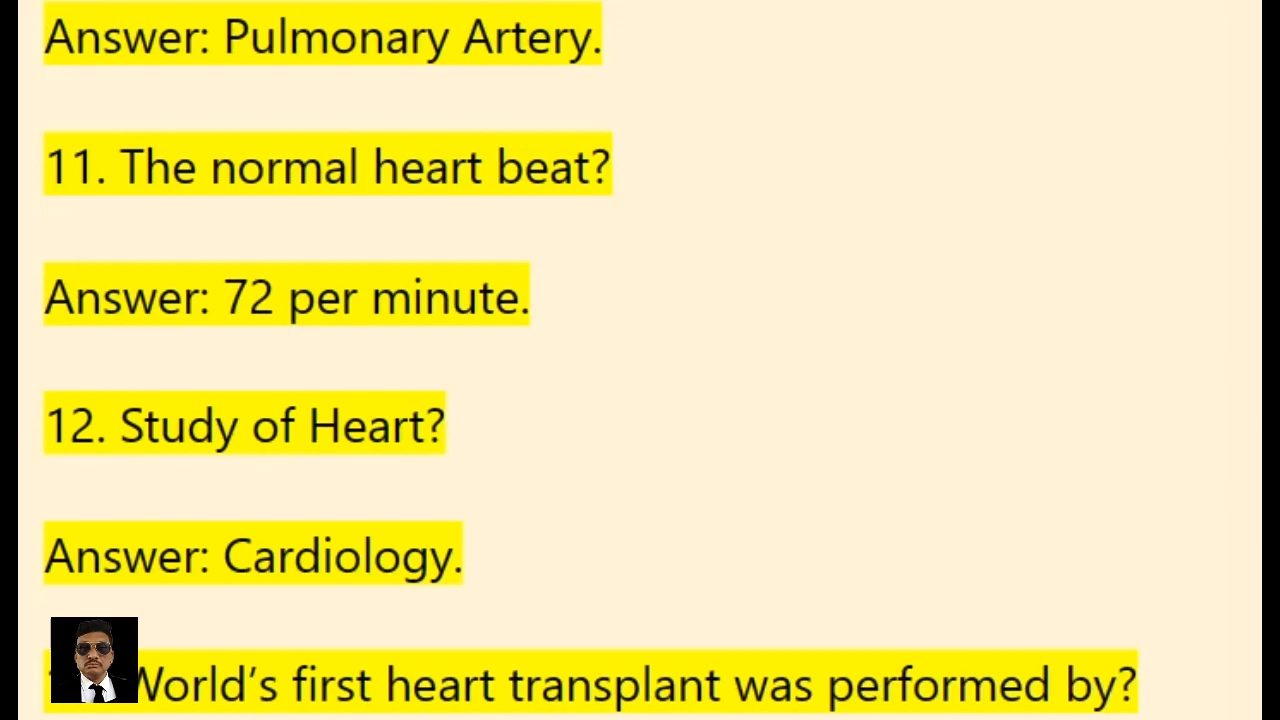 Answer: Pulmonary Artery.
11. The normal heart beat?
Answer: 72 per minute.
12. Study of Heart?
Answer: Cardiology.
World’s first heart transplant was performed by?